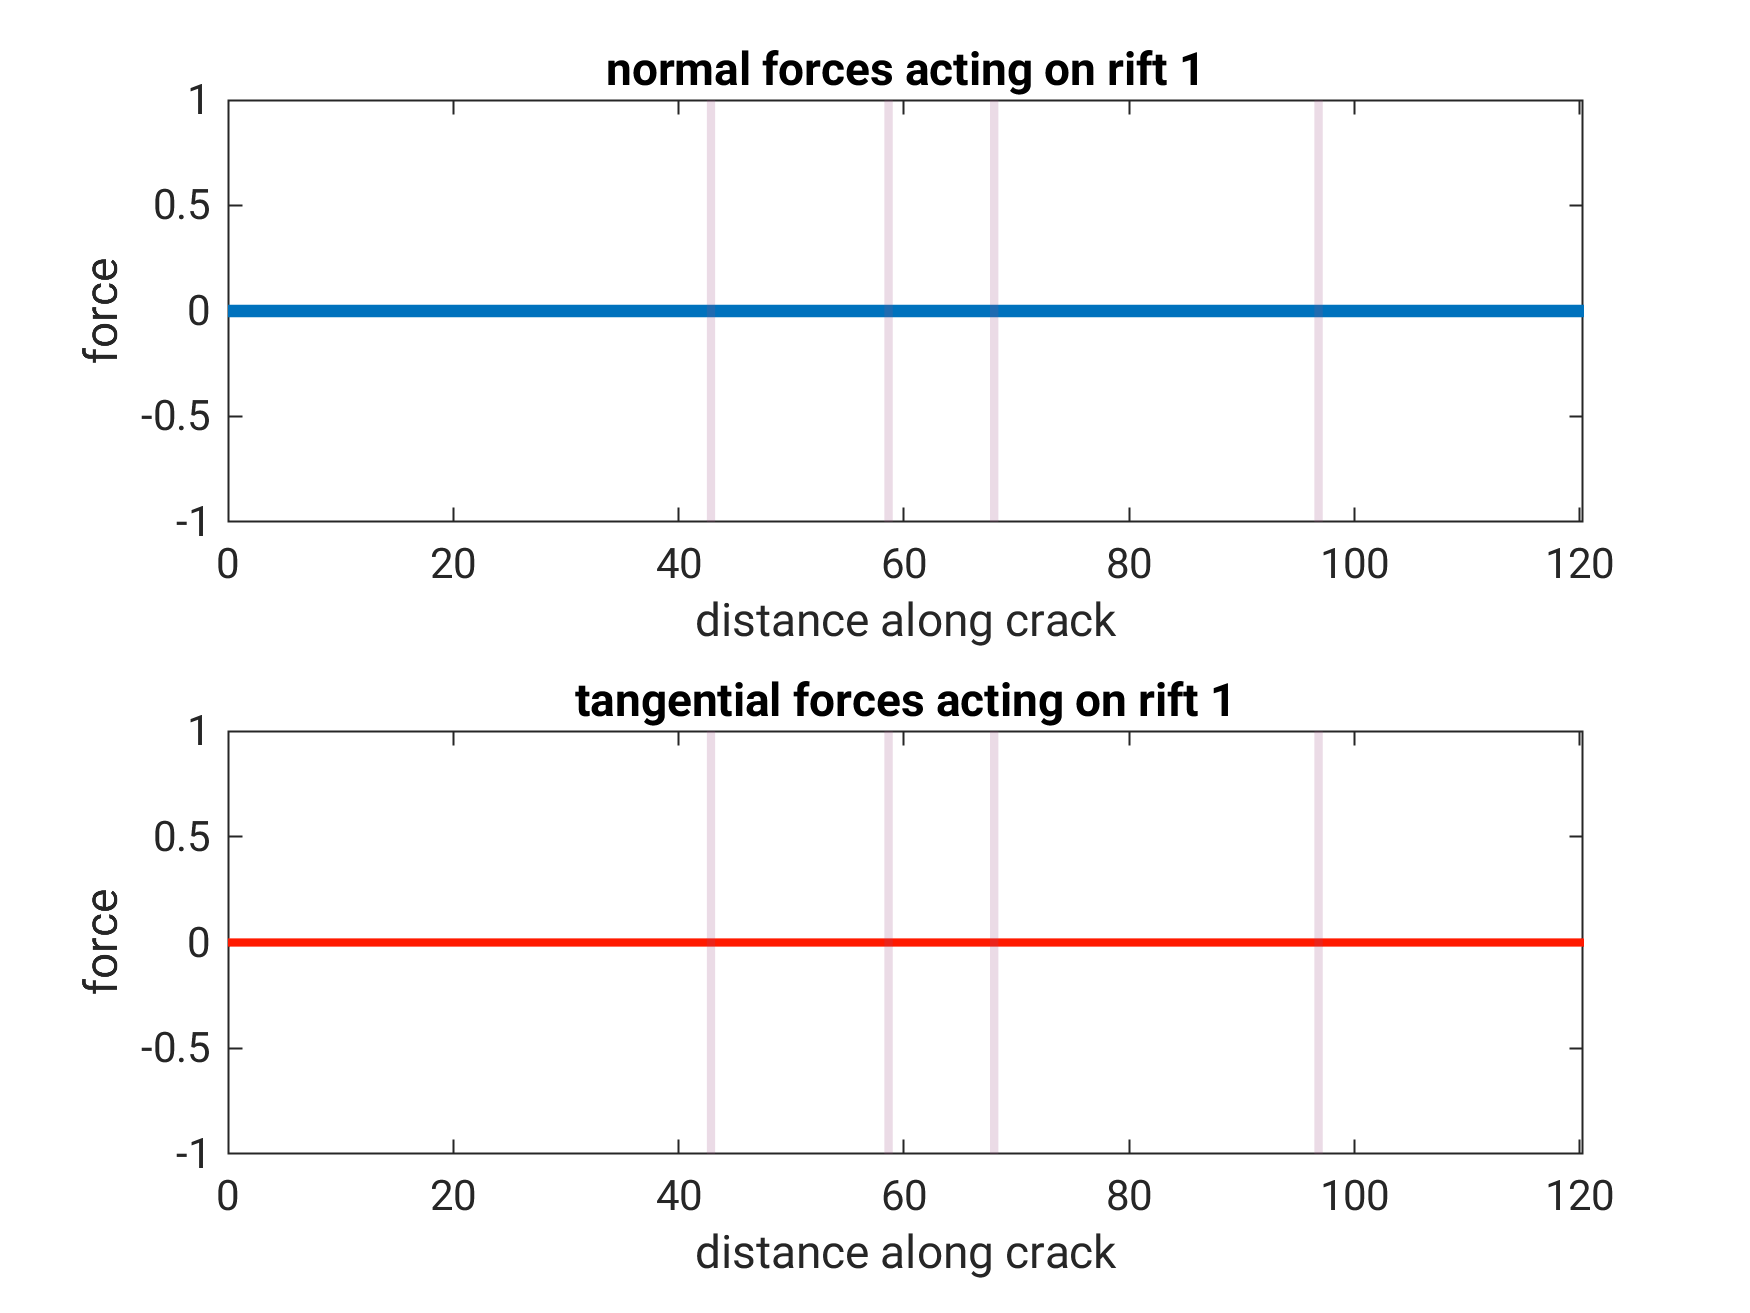 normal forces acting on rift 1
1
0.5
0
-0.5
-1
force
0 20 40 60 80 100 120
distance along crack
tangential forces acting on rift 1
1
0.5
0
-0.5
-1
force
0 20 40 60 80 100 120
distance along crack